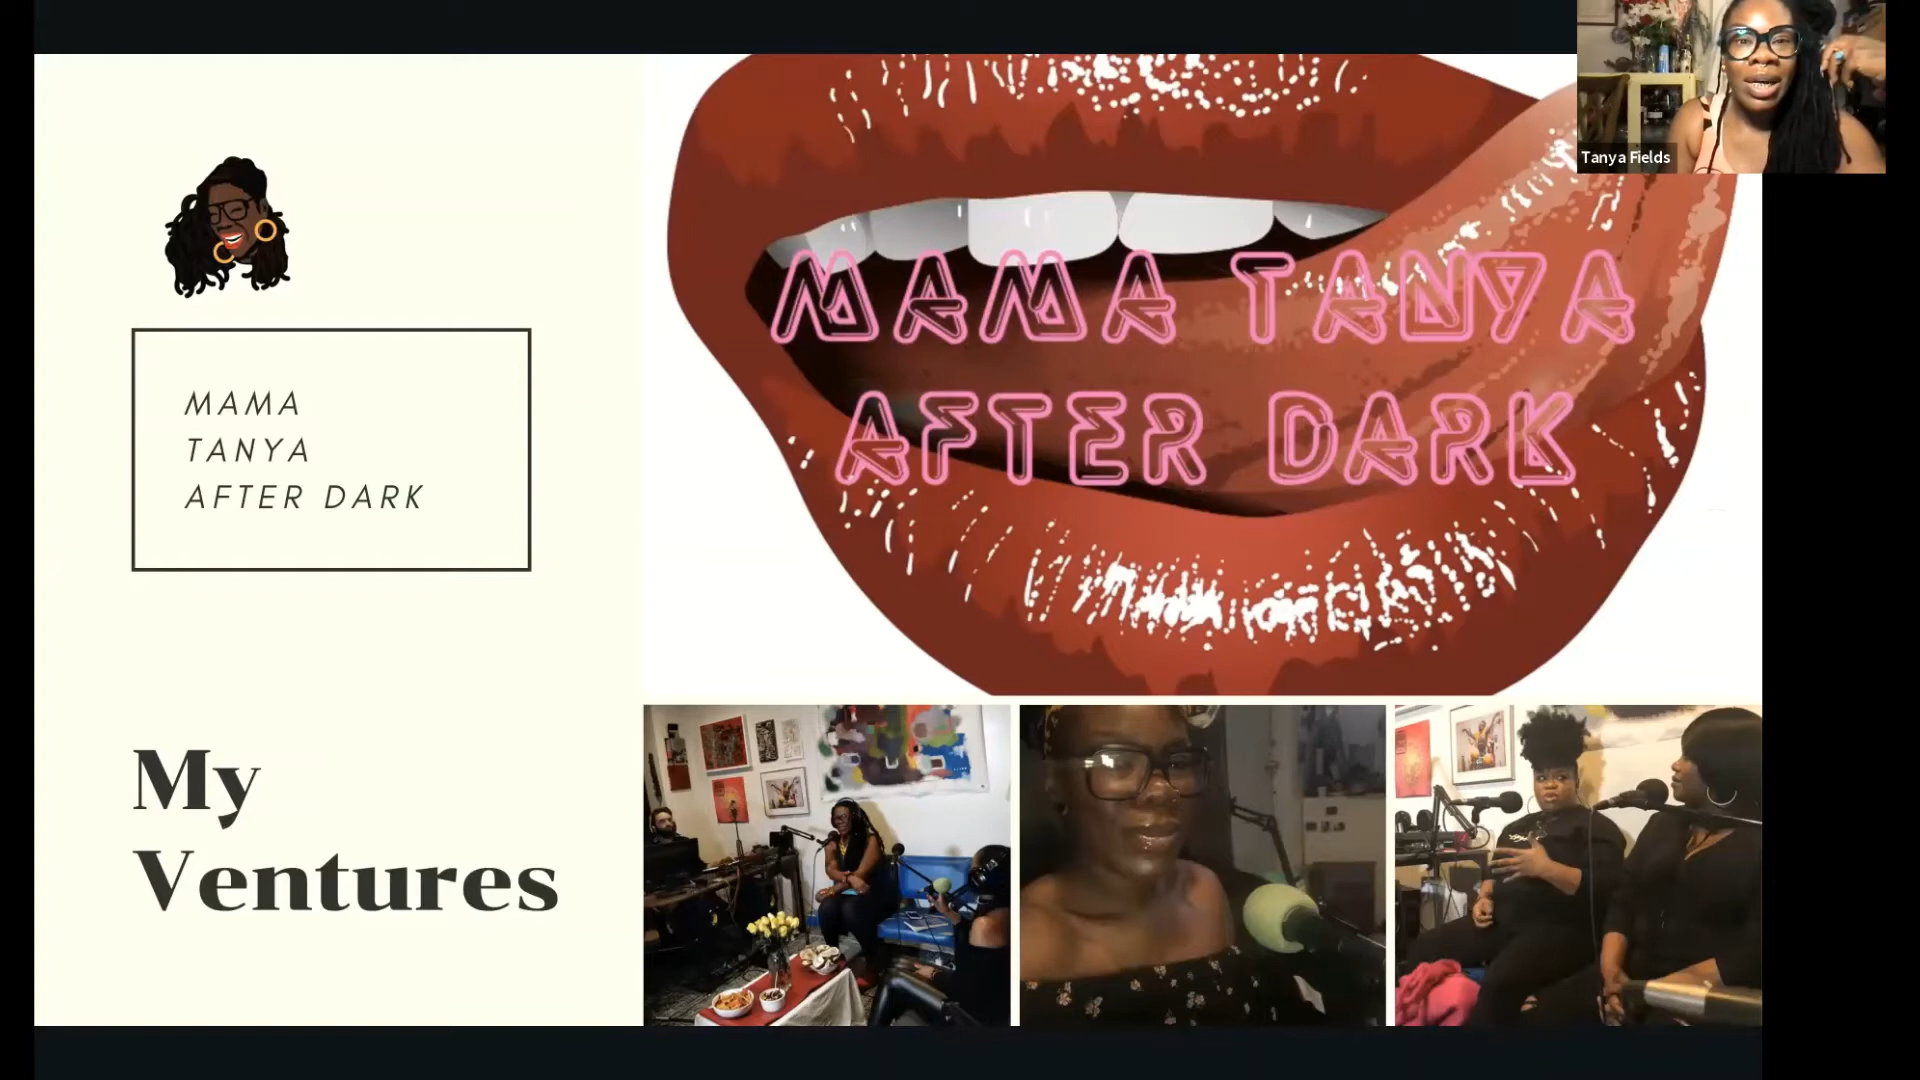 MAMA
TANYA
AFTER DARK
My
Ventures
MAMA TANYA
AFTER DARK
Tanya Fields